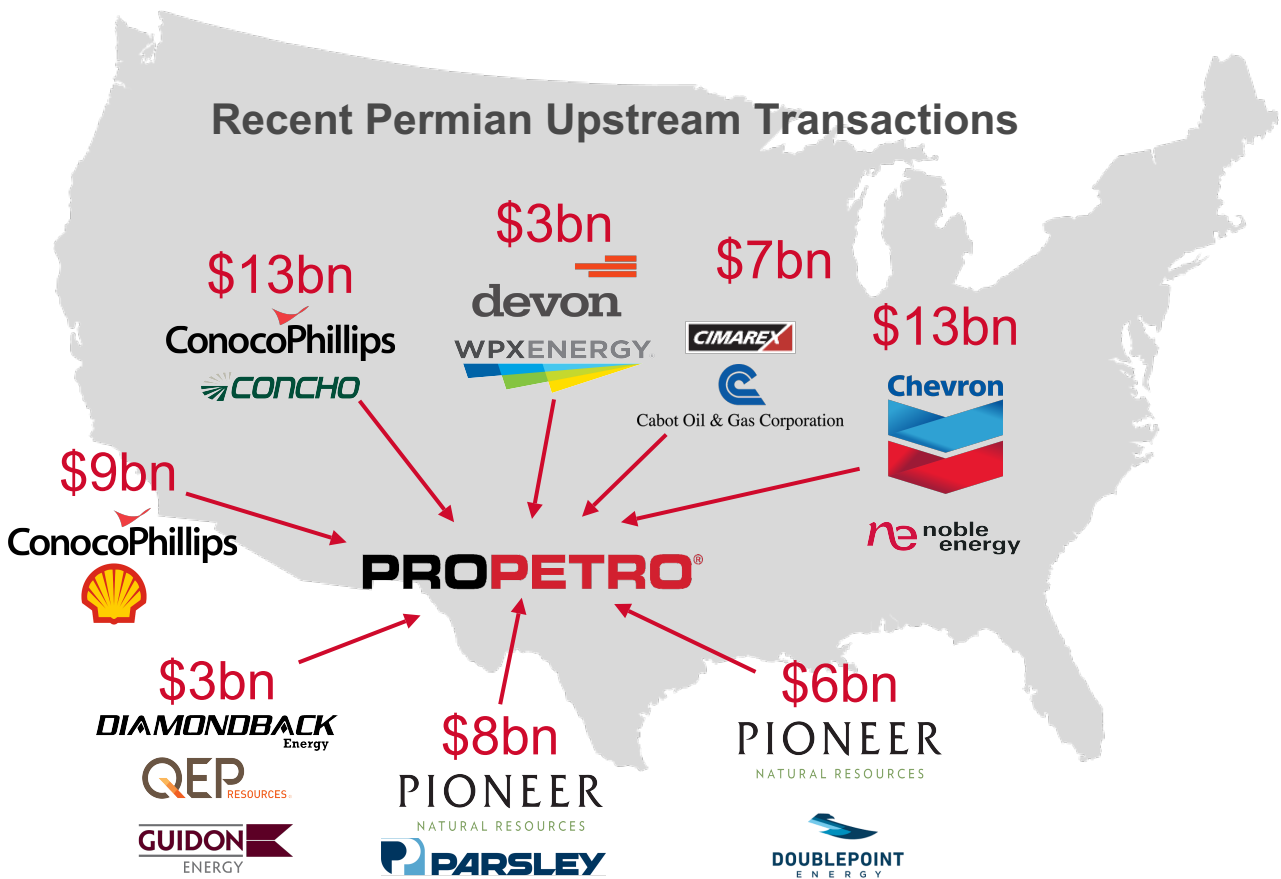 Recent Permian Upstream Transactions
$3bn
devon
WPXENERGY
$7bn
CIMAREX
Cabot Oil & Gas Corporation
$13bn
ConocoPhillips
CONCHO
$13bn
Chevron
noble
energy
$9bn
ConocoPhillips
PROPETRO®
$3bn
DIAMONDBACK
Energy
QEP
RESOURCES
GUIDON
ENERGY
$8bn
PIONEER
NATURAL RESOURCES
PARSLEY
$6bn
PIONEER
NATURAL RESOURCES
DOUBLEPOINT
ENERGY